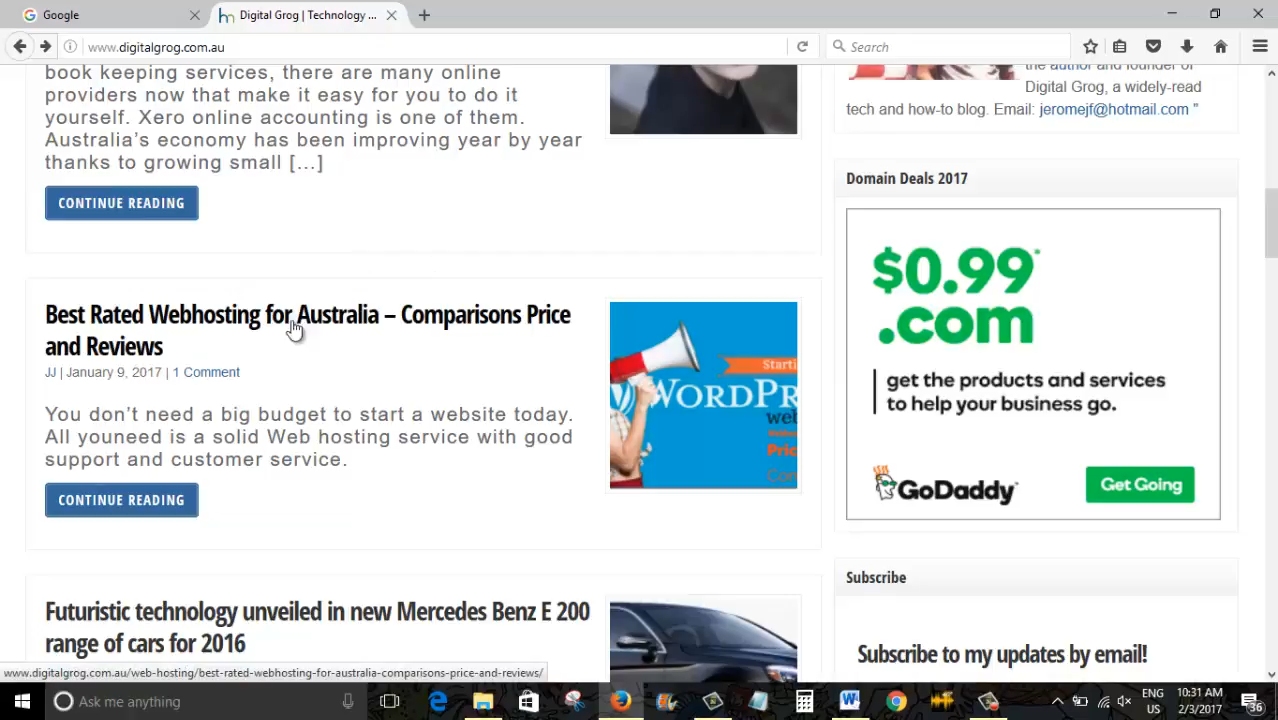 Google
Digital Grog | Technology ...
www.digitalgrog.com.au
Search
book keeping services, there are many online
providers now that make it easy for you to do it
yourself. Xero online accounting is one of them.
Australia's economy has been improving year by year
thanks to growing small [...]
CONTINUE READING
Best Rated Webhosting for Australia – Comparisons Price
and Reviews
JJ | January 9, 2017 | 1 Comment
You don't need a big budget to start a website today.
All youneed is a solid Web hosting service with good
support and customer service.
CONTINUE READING
Starti
WORDPR
web
Pric
Com
Futuristic technology unveiled in new Mercedes Benz E 200
range of cars for 2016
the author and founder of
Digital Grog, a widely-read
tech and how-to blog. Email: jeromejf@hotmail.com "
Domain Deals 2017
$0.99*
.com
get the products and services
to help your business go.
GoDaddy™
Get Going
Subscribe
Subscribe to my updates by email!
www.digitalgrog.com.au/web-hosting/best-rated-webhosting-for-australia-comparisons-price-and-reviews/
Ask me anything
ENG
US
10:31 AM
2/3/2017
36